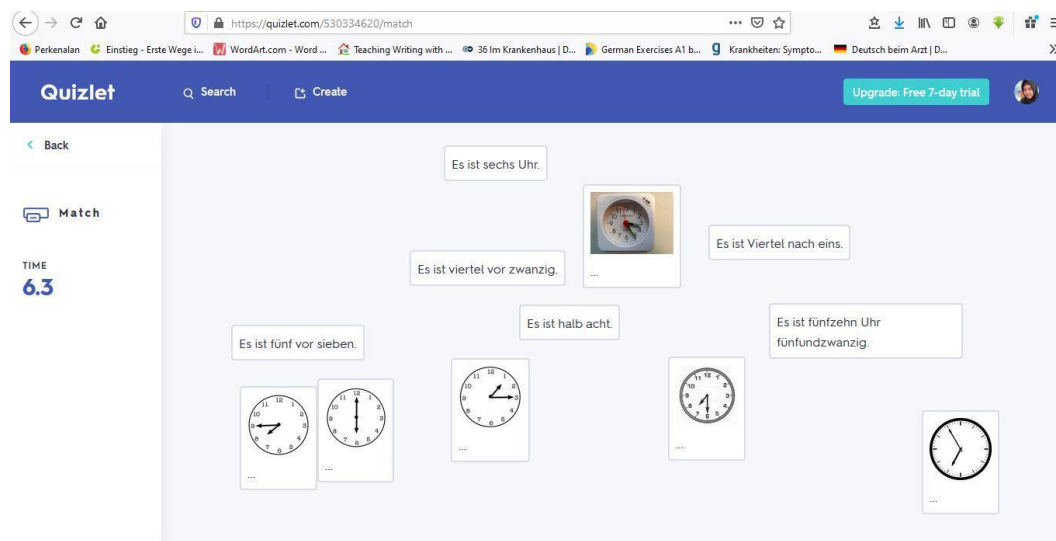 https://quizlet.com/530334620/match
Perkenalan Einstieg - Erste Wege i... WordArt.com - Word ... Teaching Writing with ... 36 Im Krankenhaus | D... German Exercises A1 b... Krankheiten: Sympto... Deutsch beim Arzt | D...
Quizlet Search Create Upgrade: Free 7-day trial
Back
Es ist sechs Uhr.
Match
Es ist Viertel nach eins.
Es ist viertel vor zwanzig.
...
TIME
6.3
Es ist halb acht.
Es ist fünfzehn Uhr
fünfundzwanzig.
Es ist fünf vor sieben.
...
...
...
...
...